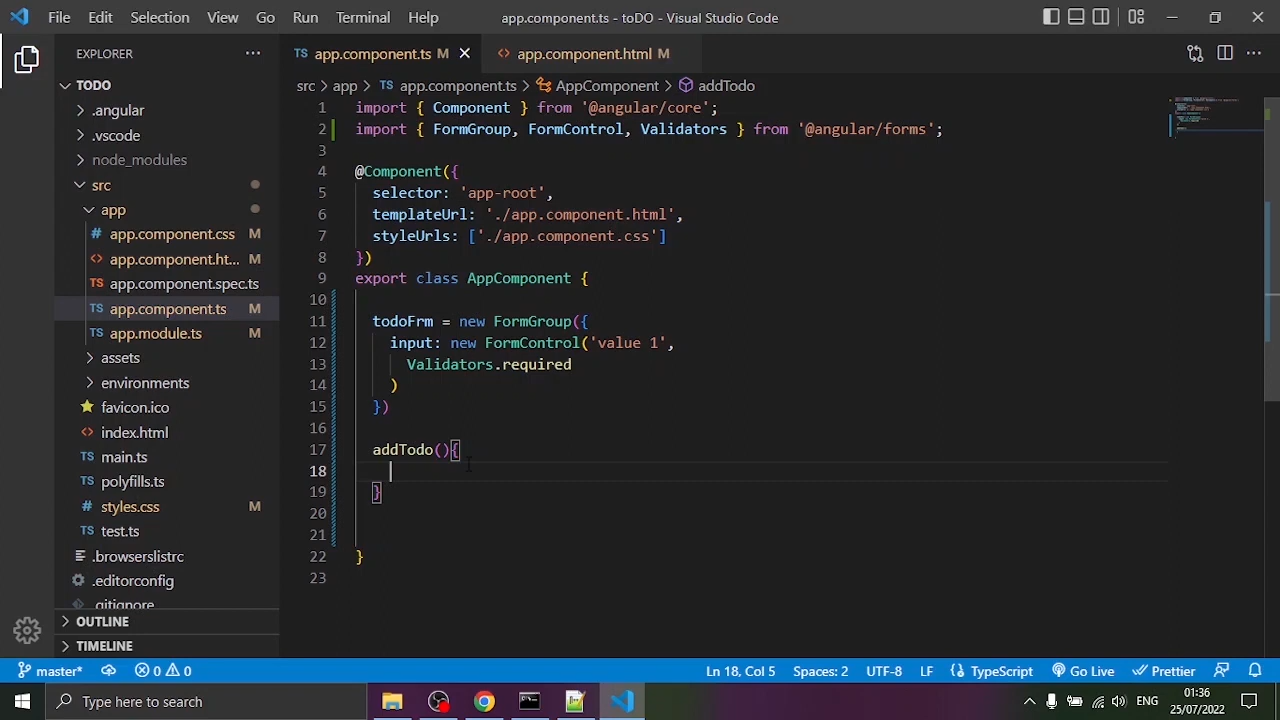 File Edit Selection View Go Run Terminal Help app.component.ts - toDO - Visual Studio Code
EXPLORER ···
TS app.component.ts M
<> app.component.html M
TODO
src > app > TS app.component.ts > AppComponent > addTodo
.angular
.vscode
node_modules
src
app
# app.component.css M
<> app.component.ht... M
TS app.component.spec.ts
TS app.component.ts M
TS app.module.ts M
assets
environments
favicon.ico
<> index.html
TS main.ts
TS polyfills.ts
# styles.css M
TS test.ts
.browserslistrc
.editorconfig
.gitignore
OUTLINE
TIMELINE
1 import { Component } from '@angular/core';
2 import { FormGroup, FormControl, Validators } from '@angular/forms';
3
4 @Component({
5 selector: 'app-root',
6 templateUrl: './app.component.html',
7 styleUrls: ['./app.component.css']
8 })
9 export class AppComponent {
10
11 todoFrm = new FormGroup({
12 input: new FormControl('value 1',
13 Validators.required
14 )
15 })
16
17 addTodo(){
18
19 }
20
21
22 }
23
master* 0 0 Ln 18, Col 5 Spaces: 2 UTF-8 LF TypeScript Go Live Prettier
Type here to search
ENG
01:36
25/07/2022